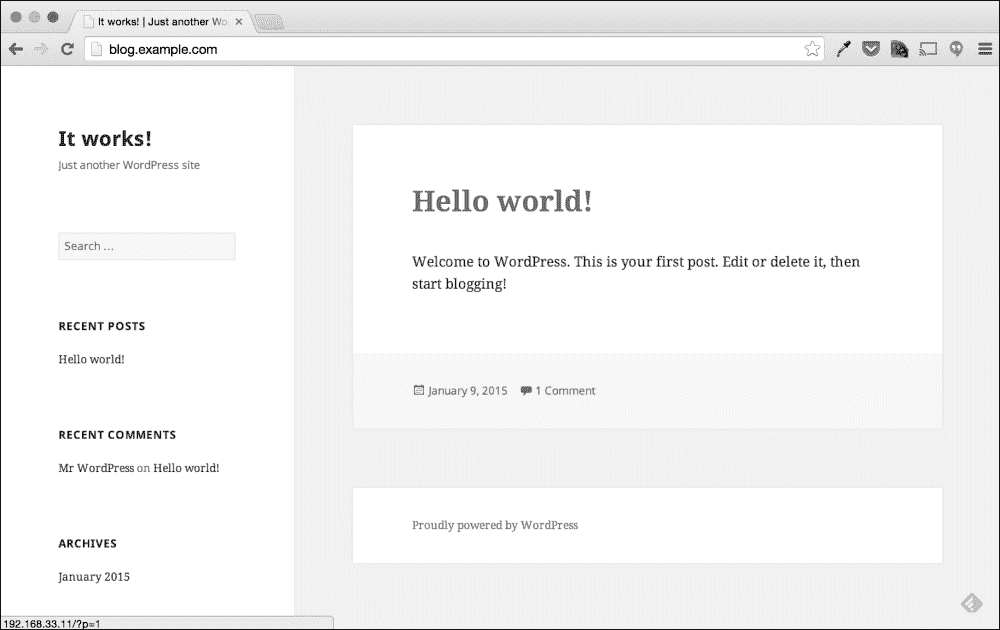 It works! | Just another Wo
blog.example.com
It works!
Just another WordPress site
Search ...
RECENT POSTS
Hello world!
RECENT COMMENTS
Mr WordPress on Hello world!
ARCHIVES
January 2015
Hello world!
Welcome to WordPress. This is your first post. Edit or delete it, then
start blogging!
January 9, 2015 1 Comment
Proudly powered by WordPress
192.168.33.11/?p=1